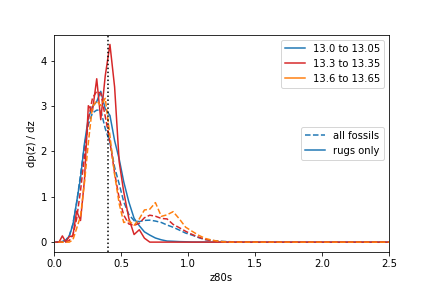 13.0 to 13.05
13.3 to 13.35
13.6 to 13.65
all fossils
rugs only
4
3
2
1
0
0.0 0.5 1.0 1.5 2.0 2.5
dp(z) / dz
z80s